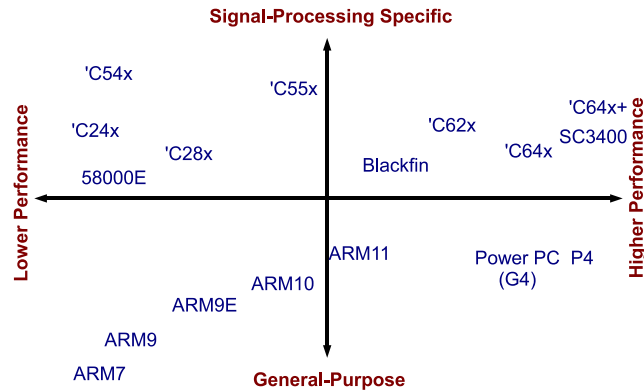 Signal-Processing Specific
'C54x
'C55x
'C64x+
'C24x
'C62x
SC3400
'C28x
'C64x
Blackfin
58000E
Lower Performance
Higher Performance
ARM11
Power PC P4
(G4)
ARM10
ARM9E
ARM9
ARM7
General-Purpose